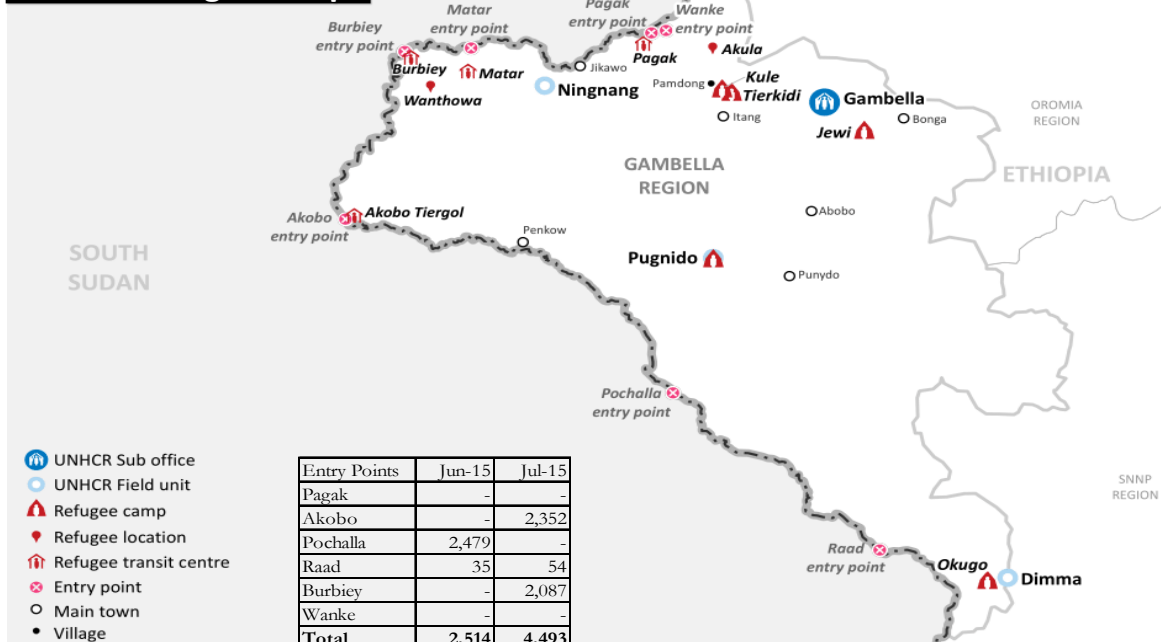 Pagak
entry point
Wanke
entry point
Matar
entry point
Burbiey
entry point
Akula
Pagak
Burbiey
Matar
Jikawo
Wanthowa
Ningnang
Pamdong
Kule
Tierkidi
Gambella
Itang
Jewi
Bonga
OROMIA
REGION
GAMBELLA
REGION
ETHIOPIA
Akobo
entry point
Akobo Tiergol
Abobo
Penkow
SOUTH
SUDAN
Pugnido
Punydo
Pochalla
entry point
SNNP
REGION
Raad
entry point
Okugo
Dimma
UNHCR Sub office
UNHCR Field unit
Refugee camp
Refugee location
Refugee transit centre
Entry point
Main town
Village
Entry Points Jun-15 Jul-15
Pagak - -
Akobo - 2,352
Pochalla 2,479 -
Raad 35 54
Burbiey - 2,087
Wanke - -
Total 2,514 4,493